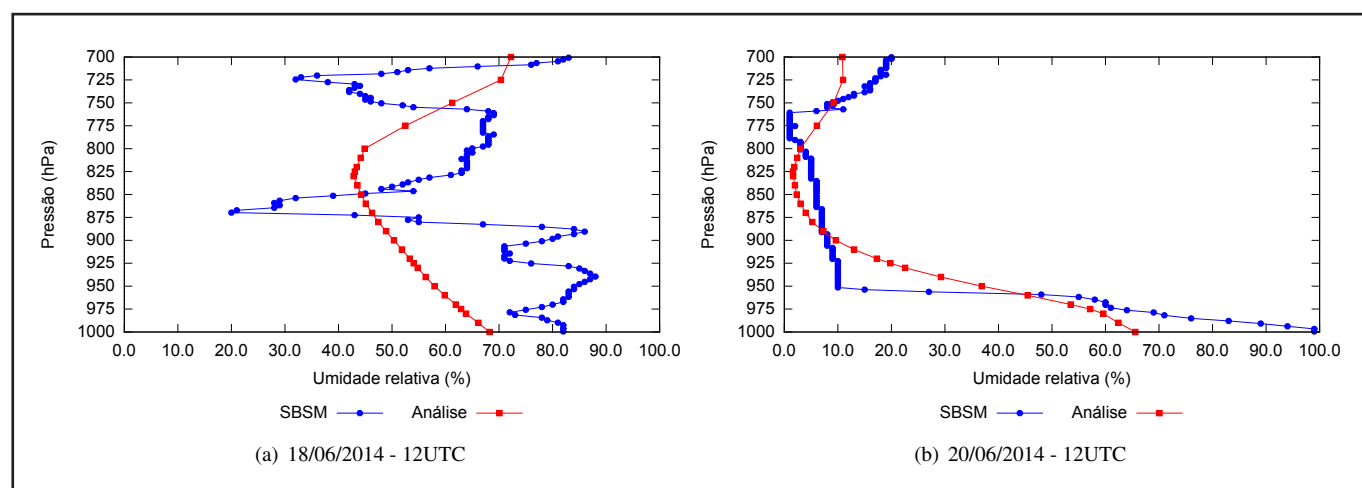 700
725
750
775
800
825
850
875
900
925
950
975
1000
Pressão (hPa)
0.0 10.0 20.0 30.0 40.0 50.0 60.0 70.0 80.0 90.0 100.0
Umidade relativa (%)
SBSM Análise
(a) 18/06/2014 - 12UTC
700
725
750
775
800
825
850
875
900
925
950
975
1000
Pressão (hPa)
0.0 10.0 20.0 30.0 40.0 50.0 60.0 70.0 80.0 90.0 100.0
Umidade relativa (%)
SBSM Análise
(b) 20/06/2014 - 12UTC